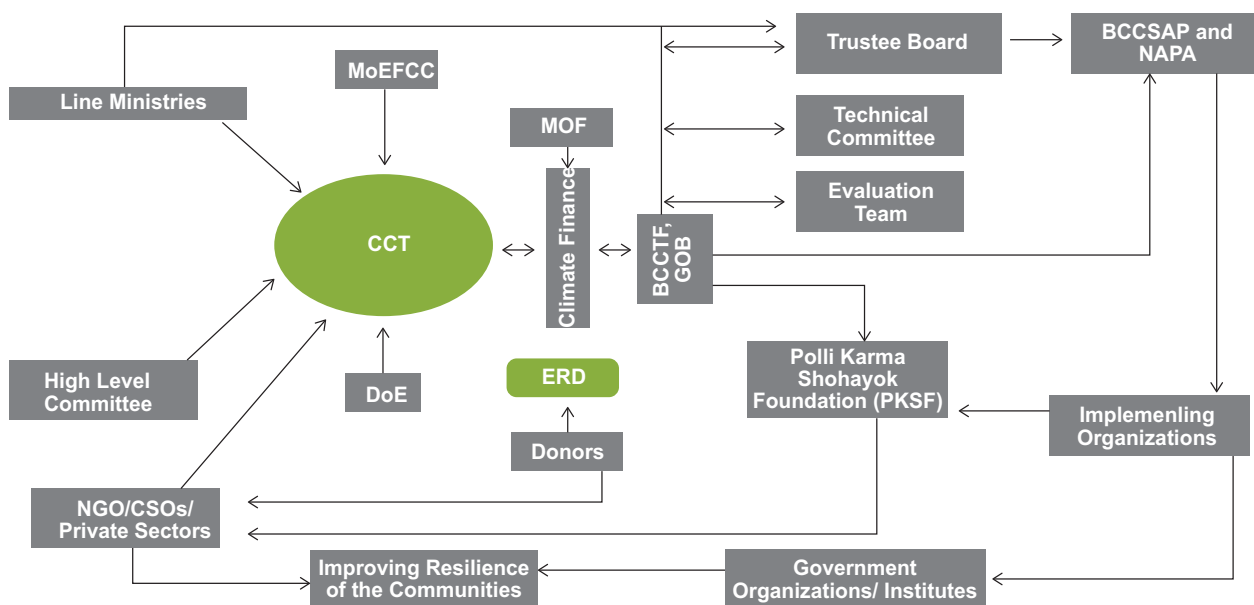 Trustee Board
BCCSAP and
NAPA
MoEFCC
Line Ministries
MOF
Technical
Committee
Evaluation
Team
CCT
Climate Finance
BCCTF,
GOB
High Level
Committee
DoE
ERD
Polli Karma
Shohayok
Foundation (PKSF)
Implemenling
Organizations
Donors
NGO/CSOs/
Private Sectors
Improving Resilience
of the Communities
Government
Organizations/ Institutes